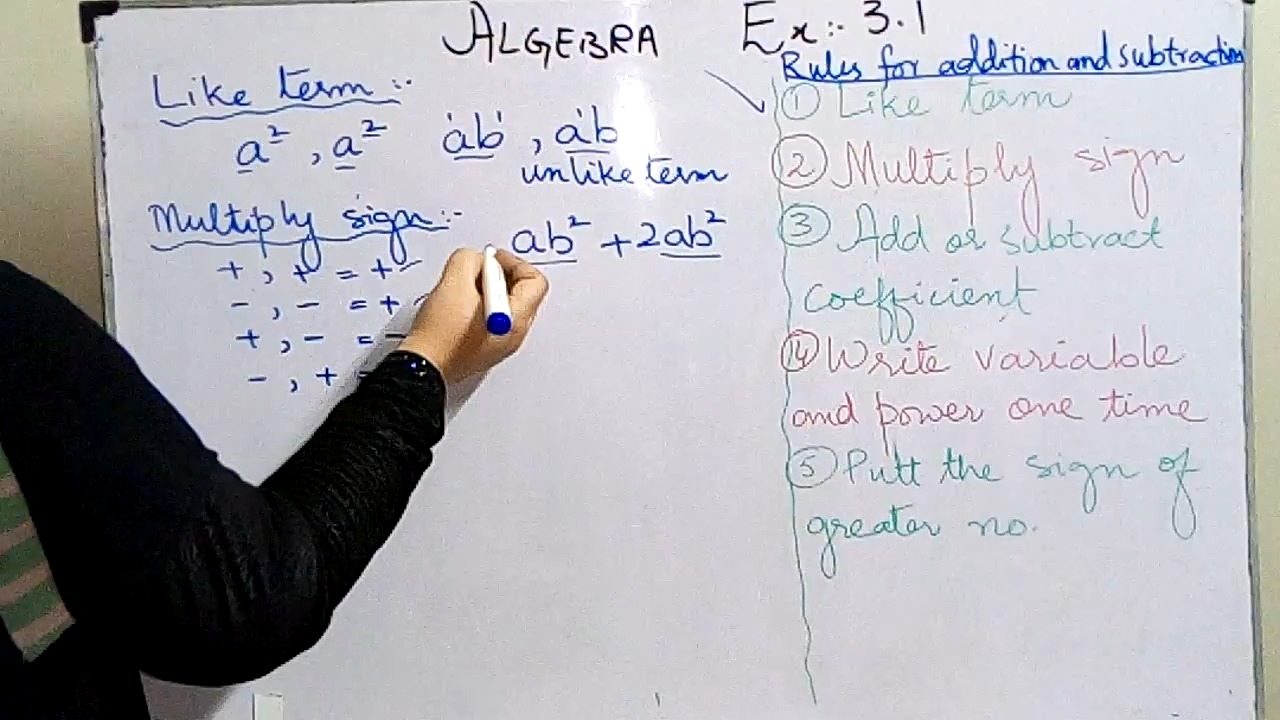 ALGEBRA Ex:- 3.1
Like term:-
a², a² ab, ab
unlike term
Multiply sign:-
ab² + 2ab²
+, + = +
-, - = +
+, - = -
-, + =
Rules for addition and subtraction
① Like term
② Multiply sign
③ Add or subtract
coefficient
④ Write variable
and power one time
⑤ Putt the sign of
greater no.